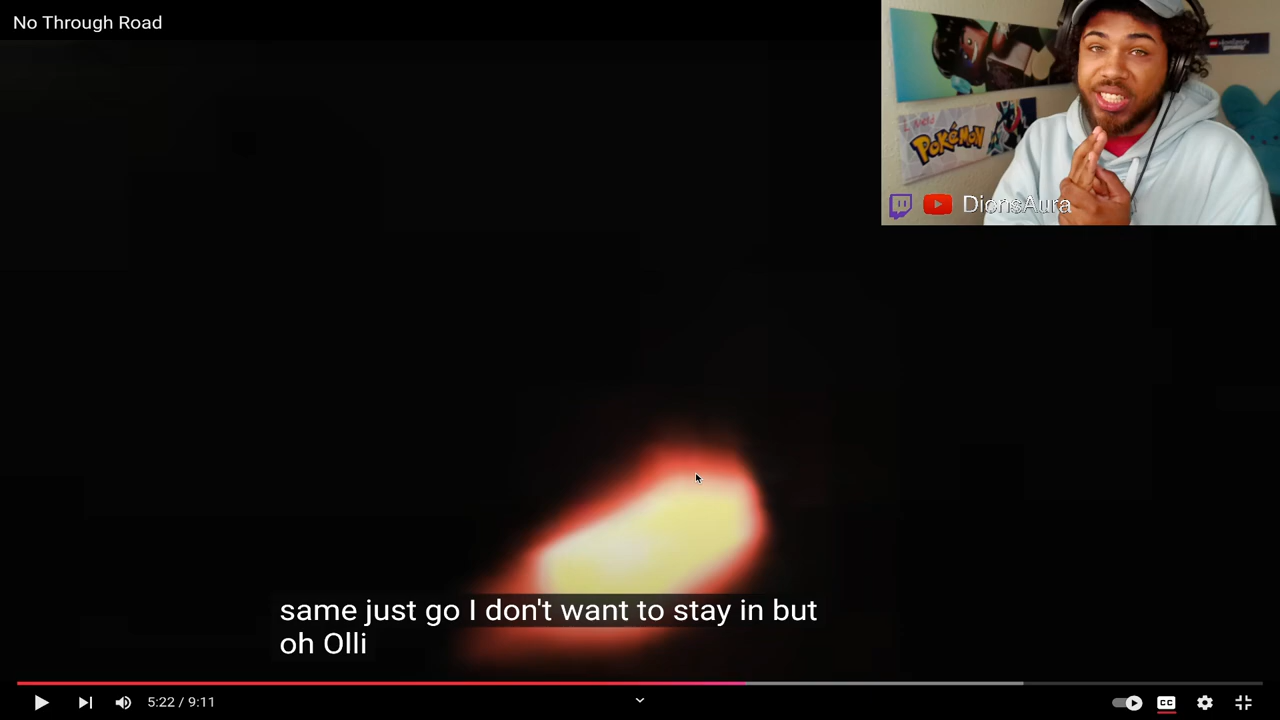 No Through Road
POKÉMON
DionsAura
same just go I don't want to stay in but
oh Olli
5:22 / 9:11
CC